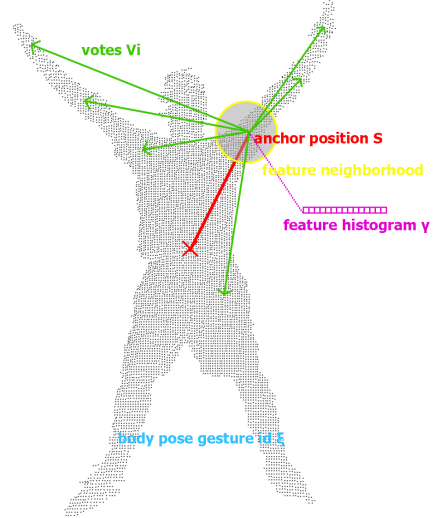 votes Vi
anchor position S
feature neighborhood
feature histogram γ
body pose gesture id ξ